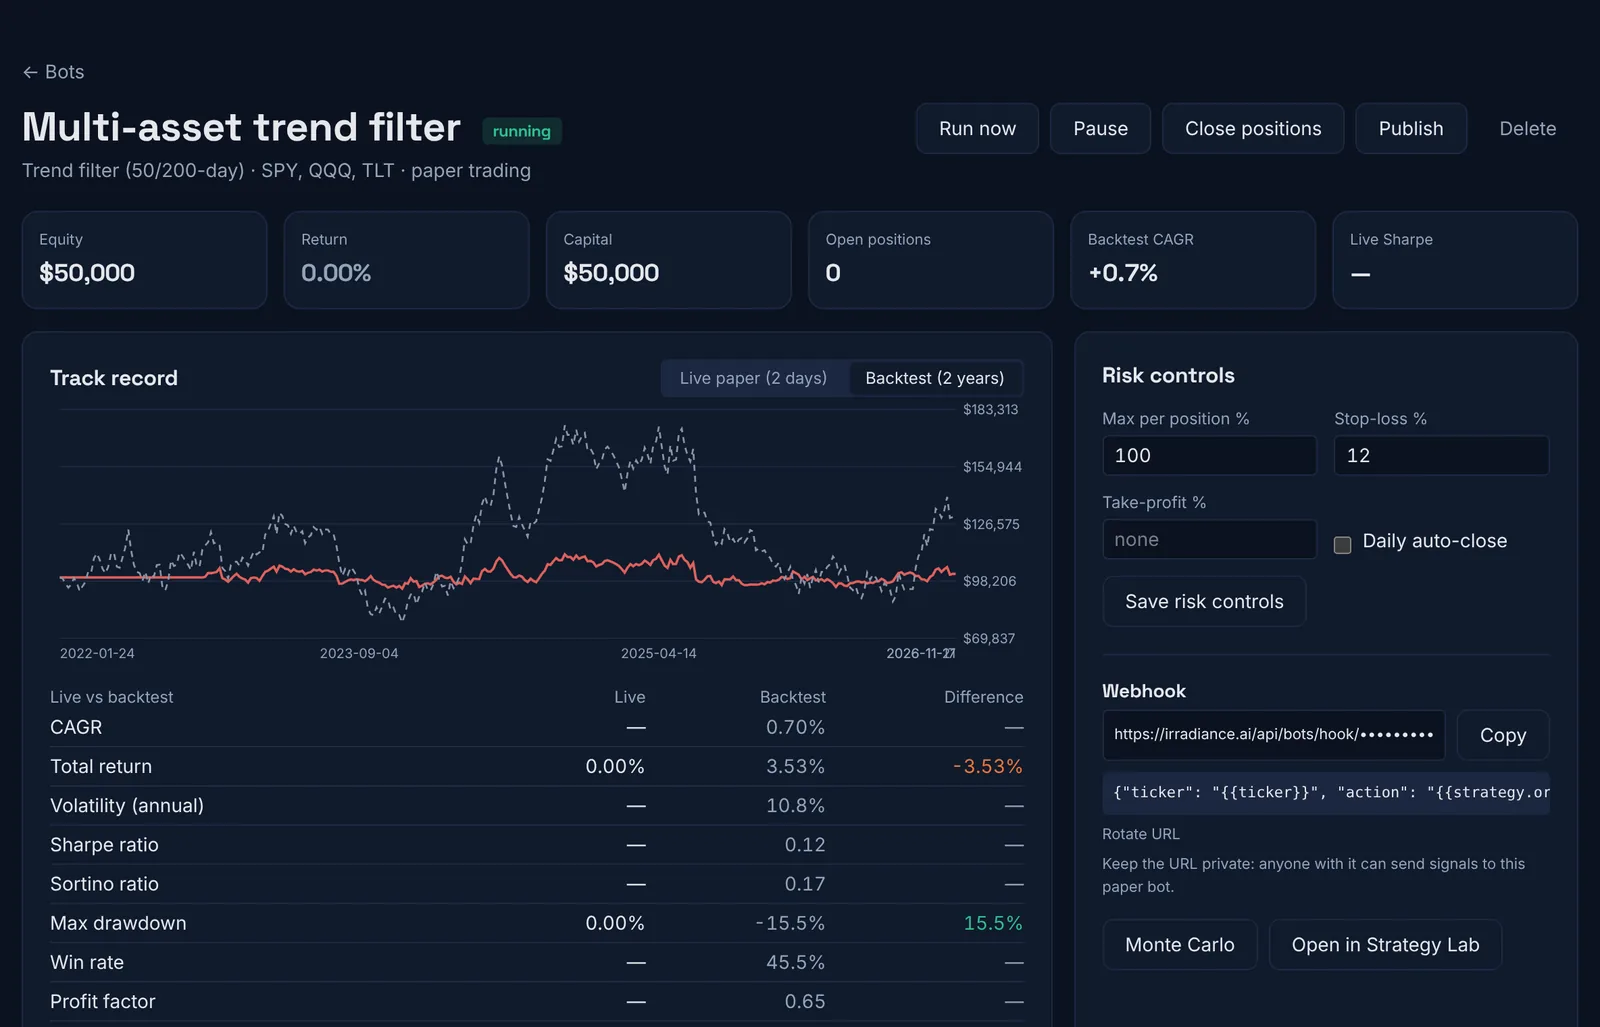 ← Bots
Multi-asset trend filter running
Run now Pause Close positions Publish Delete
Trend filter (50/200-day) · SPY, QQQ, TLT · paper trading
Equity
$50,000
Return
0.00%
Capital
$50,000
Open positions
0
Backtest CAGR
+0.7%
Live Sharpe
—
Track record
Live paper (2 days) Backtest (2 years)
$183,313
$154,944
$126,575
$98,206
$69,837
2022-01-24 2023-09-04 2025-04-14
Live vs backtest Live Backtest Difference
CAGR — 0.70% —
Total return 0.00% 3.53% -3.53%
Volatility (annual) — 10.8% —
Sharpe ratio — 0.12 —
Sortino ratio — 0.17 —
Max drawdown 0.00% -15.5% 15.5%
Win rate — 45.5% —
Profit factor — 0.65 —
Risk controls
Max per position % Stop-loss %
100 12
Take-profit %
none Daily auto-close
Save risk controls
Webhook
https://irradiance.ai/api/bots/hook/••••••••• Copy
{"ticker": "{{ticker}}", "action": "{{strategy.or
Rotate URL
Keep the URL private: anyone with it can send signals to this
paper bot.
Monte Carlo Open in Strategy Lab